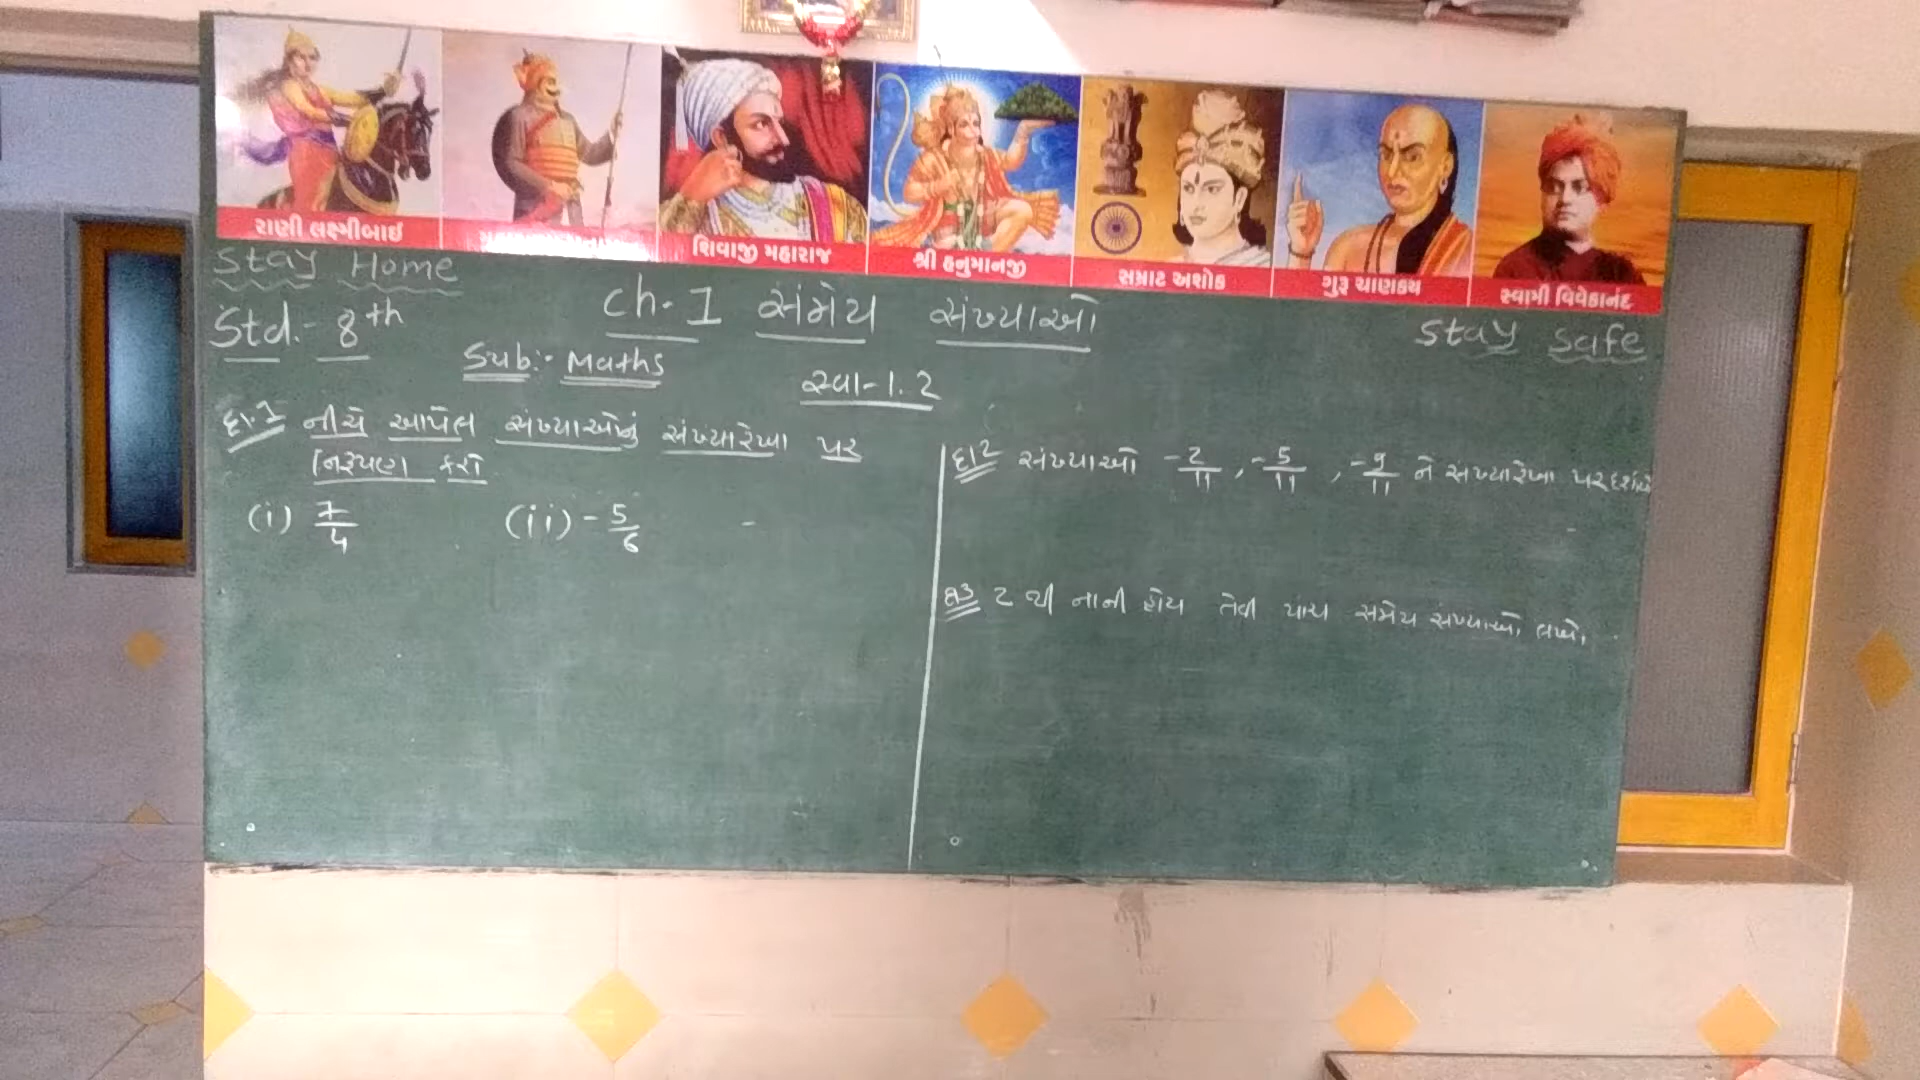 રાણી લક્ષ્મીબાઈ
શિવાજી મહારાજ
શ્રી હનુમાનજી
સમ્રાટ અશોક
ગુરુ ચાણક્ય
સ્વામી વિવેકાનંદ
Stay Home
Ch. 1 સંમેય સંખ્યાઓ
Stay Safe
Std:- 8th
Sub:- Maths
સ્વા-1.2
દા.1 નીચે આપેલ સંખ્યાઓનું સંખ્યારેખા પર
નિરૂપણ કરો
(i) 7/4 (ii) -5/6
દા2 સંખ્યાઓ -2/11, -5/11, -9/11 ને સંખ્યારેખા પર દર્શાવો
દા3 2 થી નાની હોય તેવી પાંચ સંમેય સંખ્યાઓ લખો.